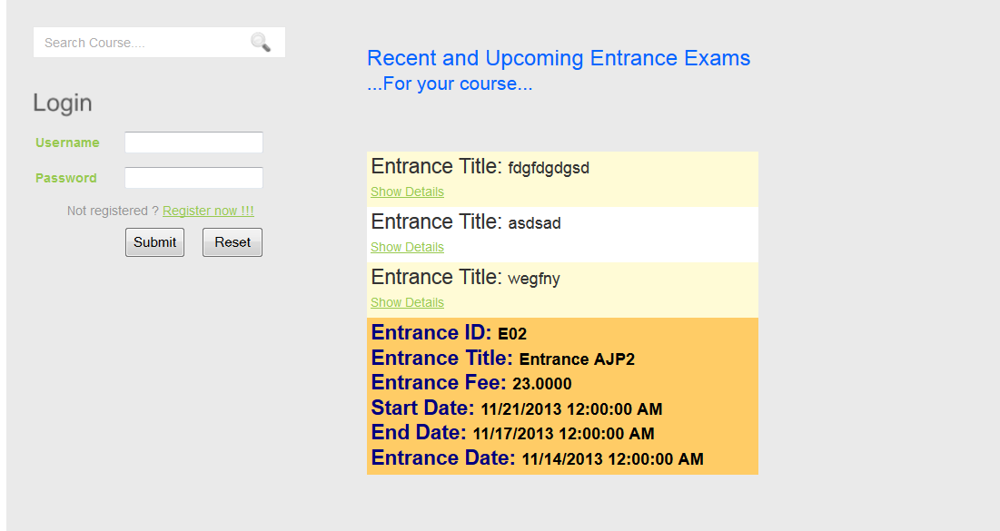 Search Course....
Login
Username
Password
Not registered ? Register now !!!
Submit Reset
Recent and Upcoming Entrance Exams
...For your course...
Entrance Title: fdgfdgdgsd
Show Details
Entrance Title: asdsad
Show Details
Entrance Title: wegfny
Show Details
Entrance ID: E02
Entrance Title: Entrance AJP2
Entrance Fee: 23.0000
Start Date: 11/21/2013 12:00:00 AM
End Date: 11/17/2013 12:00:00 AM
Entrance Date: 11/14/2013 12:00:00 AM